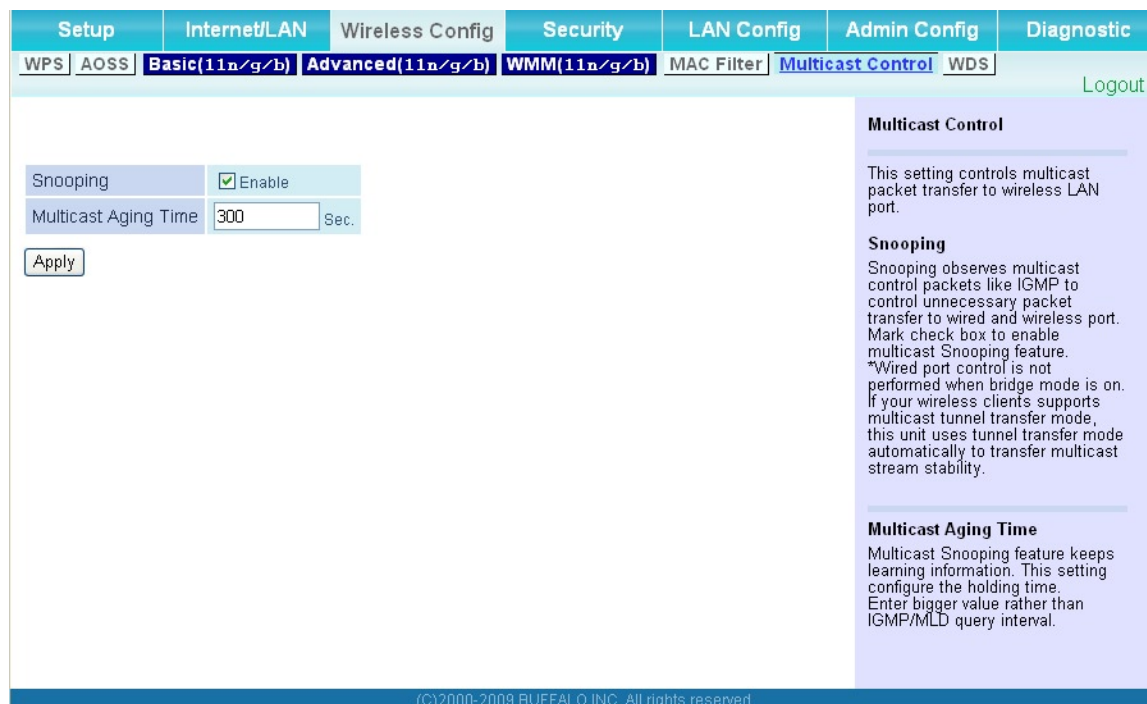 Setup Internet/LAN Wireless Config Security LAN Config Admin Config Diagnostic
WPS AOSS Basic(11n/g/b) Advanced(11n/g/b) WMM(11n/g/b) MAC Filter Multicast Control WDS
Logout
Multicast Control
This setting controls multicast
packet transfer to wireless LAN
port.
Snooping Enable
Multicast Aging Time 300 Sec.
Apply
Snooping
Snooping observes multicast
control packets like IGMP to
control unnecessary packet
transfer to wired and wireless port.
Mark check box to enable
multicast Snooping feature.
*Wired port control is not
performed when bridge mode is on.
If your wireless clients supports
multicast tunnel transfer mode,
this unit uses tunnel transfer mode
automatically to transfer multicast
stream stability.
Multicast Aging Time
Multicast Snooping feature keeps
learning information. This setting
configure the holding time.
Enter bigger value rather than
IGMP/MLD query interval.
(C)2000-2009 BUFFALO INC. All rights reserved.